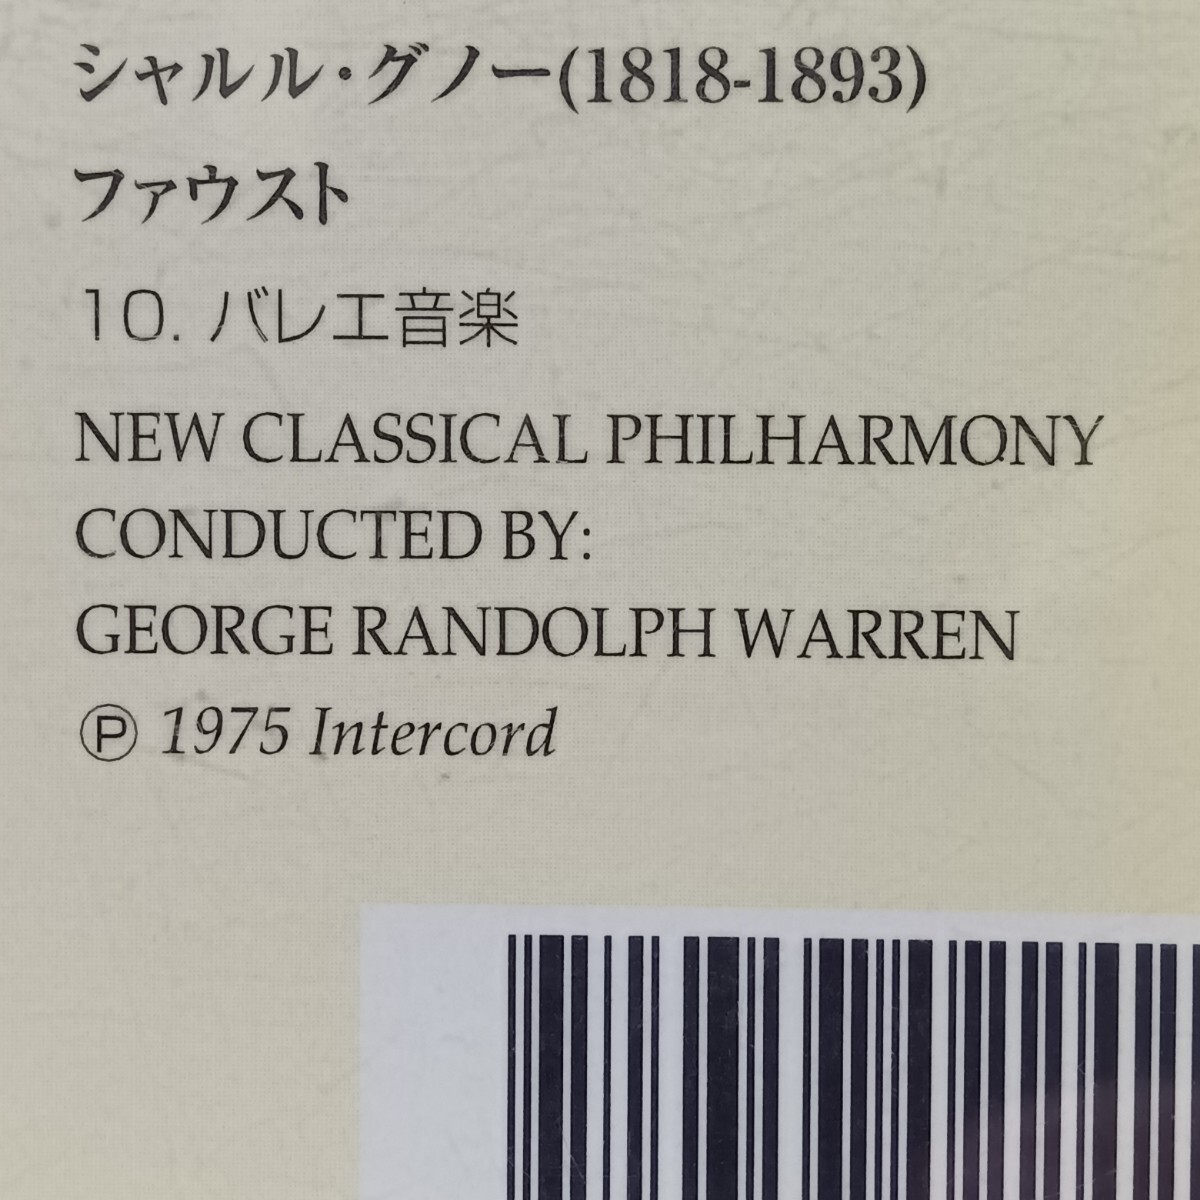 シャルル・グノー(1818-1893)
ファウスト
10. バレエ音楽
NEW CLASSICAL PHILHARMONY
CONDUCTED BY:
GEORGE RANDOLPH WARREN
Ⓟ 1975 Intercord